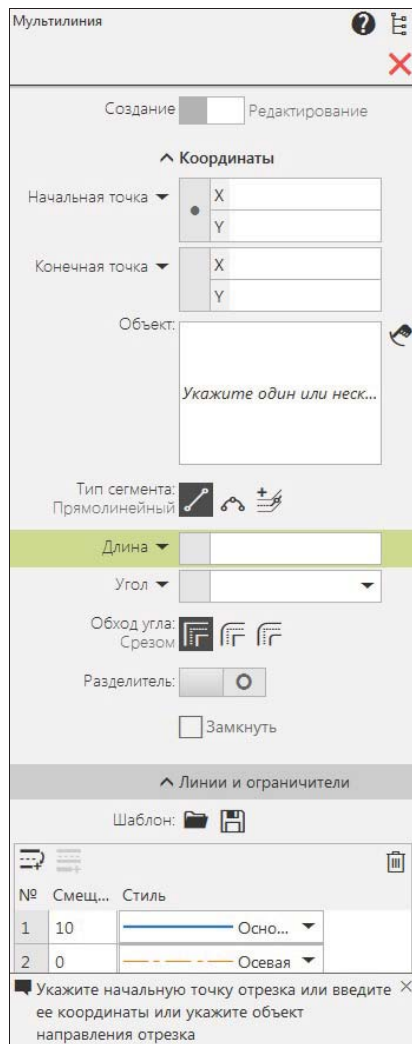 Мультилиния
Создание Редактирование
Координаты
Начальная точка X
Y
Конечная точка X
Y
Объект:
Укажите один или неск...
Тип сегмента:
Прямолинейный
Длина
Угол
Обход угла:
Срезом
Разделитель:
Замкнуть
Линии и ограничители
Шаблон:
№ Смещ... Стиль
1 10 Осно...
2 0 Осевая
Укажите начальную точку отрезка или введите
ее координаты или укажите объект
направления отрезка